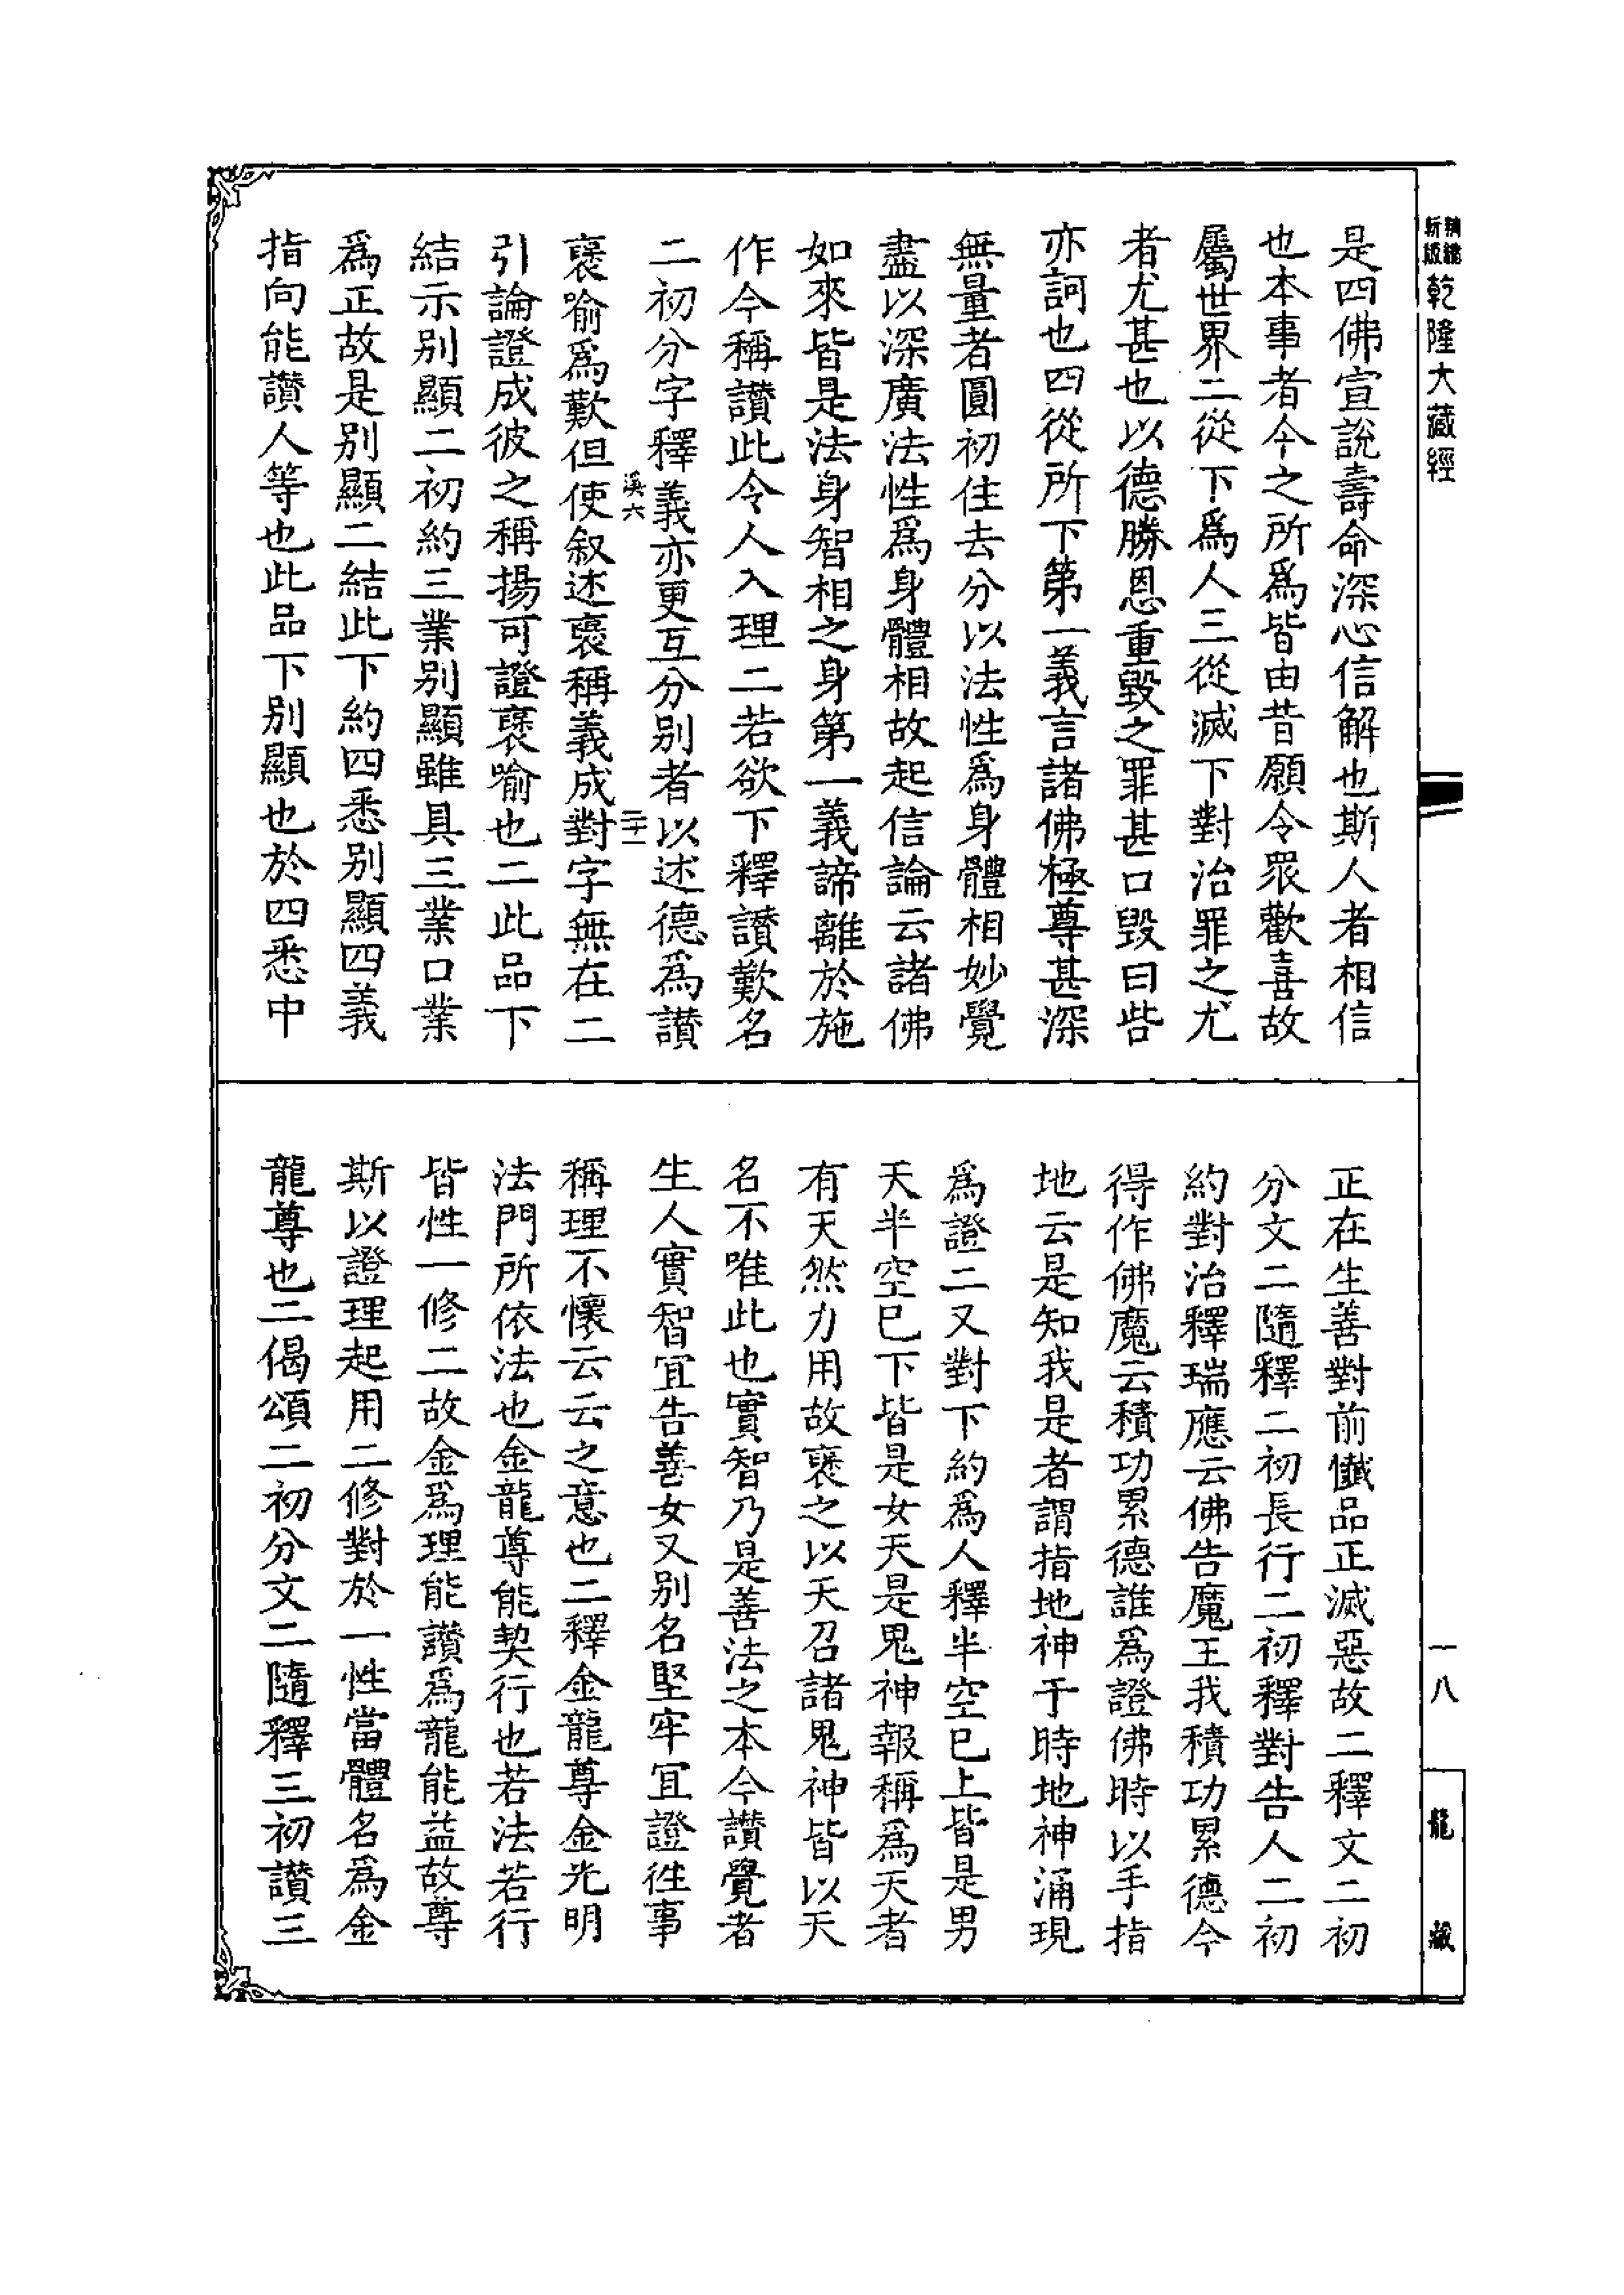 精縮新版乾隆大藏經
是四佛宣說壽命深心信解也斯人者相信
也本事者今之所爲皆由昔願令眾歡喜故
屬世界二從下爲人三從滅下對治罪之尤
者尤甚也以德勝恩重毀之罪甚口毀曰呰
亦訶也四從所下第一義言諸佛極尊甚深
無量者圓初住去分以法性爲身體相妙覺
盡以深廣法性爲身體相故起信論云諸佛
如來皆是法身智相之身第一義諦離於施
作今稱讚此令人入理二若欲下釋讚歎名
二初分字釋義亦更互分別者以述德爲讚
溪六
二十一
褒喻爲歎但使叙述褒稱義成對字無在二
引論證成彼之稱揚可證褒喻也二此品下
結示別顯二初約三業別顯雖具三業口業
爲正故是別顯二結此下約四悉別顯四義
指向能讚人等也此品下別顯也於四悉中
正在生善對前懺品正滅惡故二釋文二初
分文二隨釋二初長行二初釋對告人二初
約對治釋瑞應云佛告魔王我積功累德今
得作佛魔云積功累德誰爲證佛時以手指
地云是知我是者謂指地神于時地神涌現
爲證二又對下約爲人釋半空已上皆是男
天半空已下皆是女天是鬼神報稱爲天者
有天然力用故褒之以天召諸鬼神皆以天
名不唯此也實智乃是善法之本今讚覺者
生人實智宜告善女又別名堅牢宜證徃事
稱理不懷云云之意也二釋金龍尊金光明
法門所依法也金龍尊能契行也若法若行
皆性一修二故金爲理能讚爲龍能益故尊
斯以證理起用二修對於一性當體名爲金
龍尊也二偈頌二初分文二隨釋三初讚三
一八
龍藏